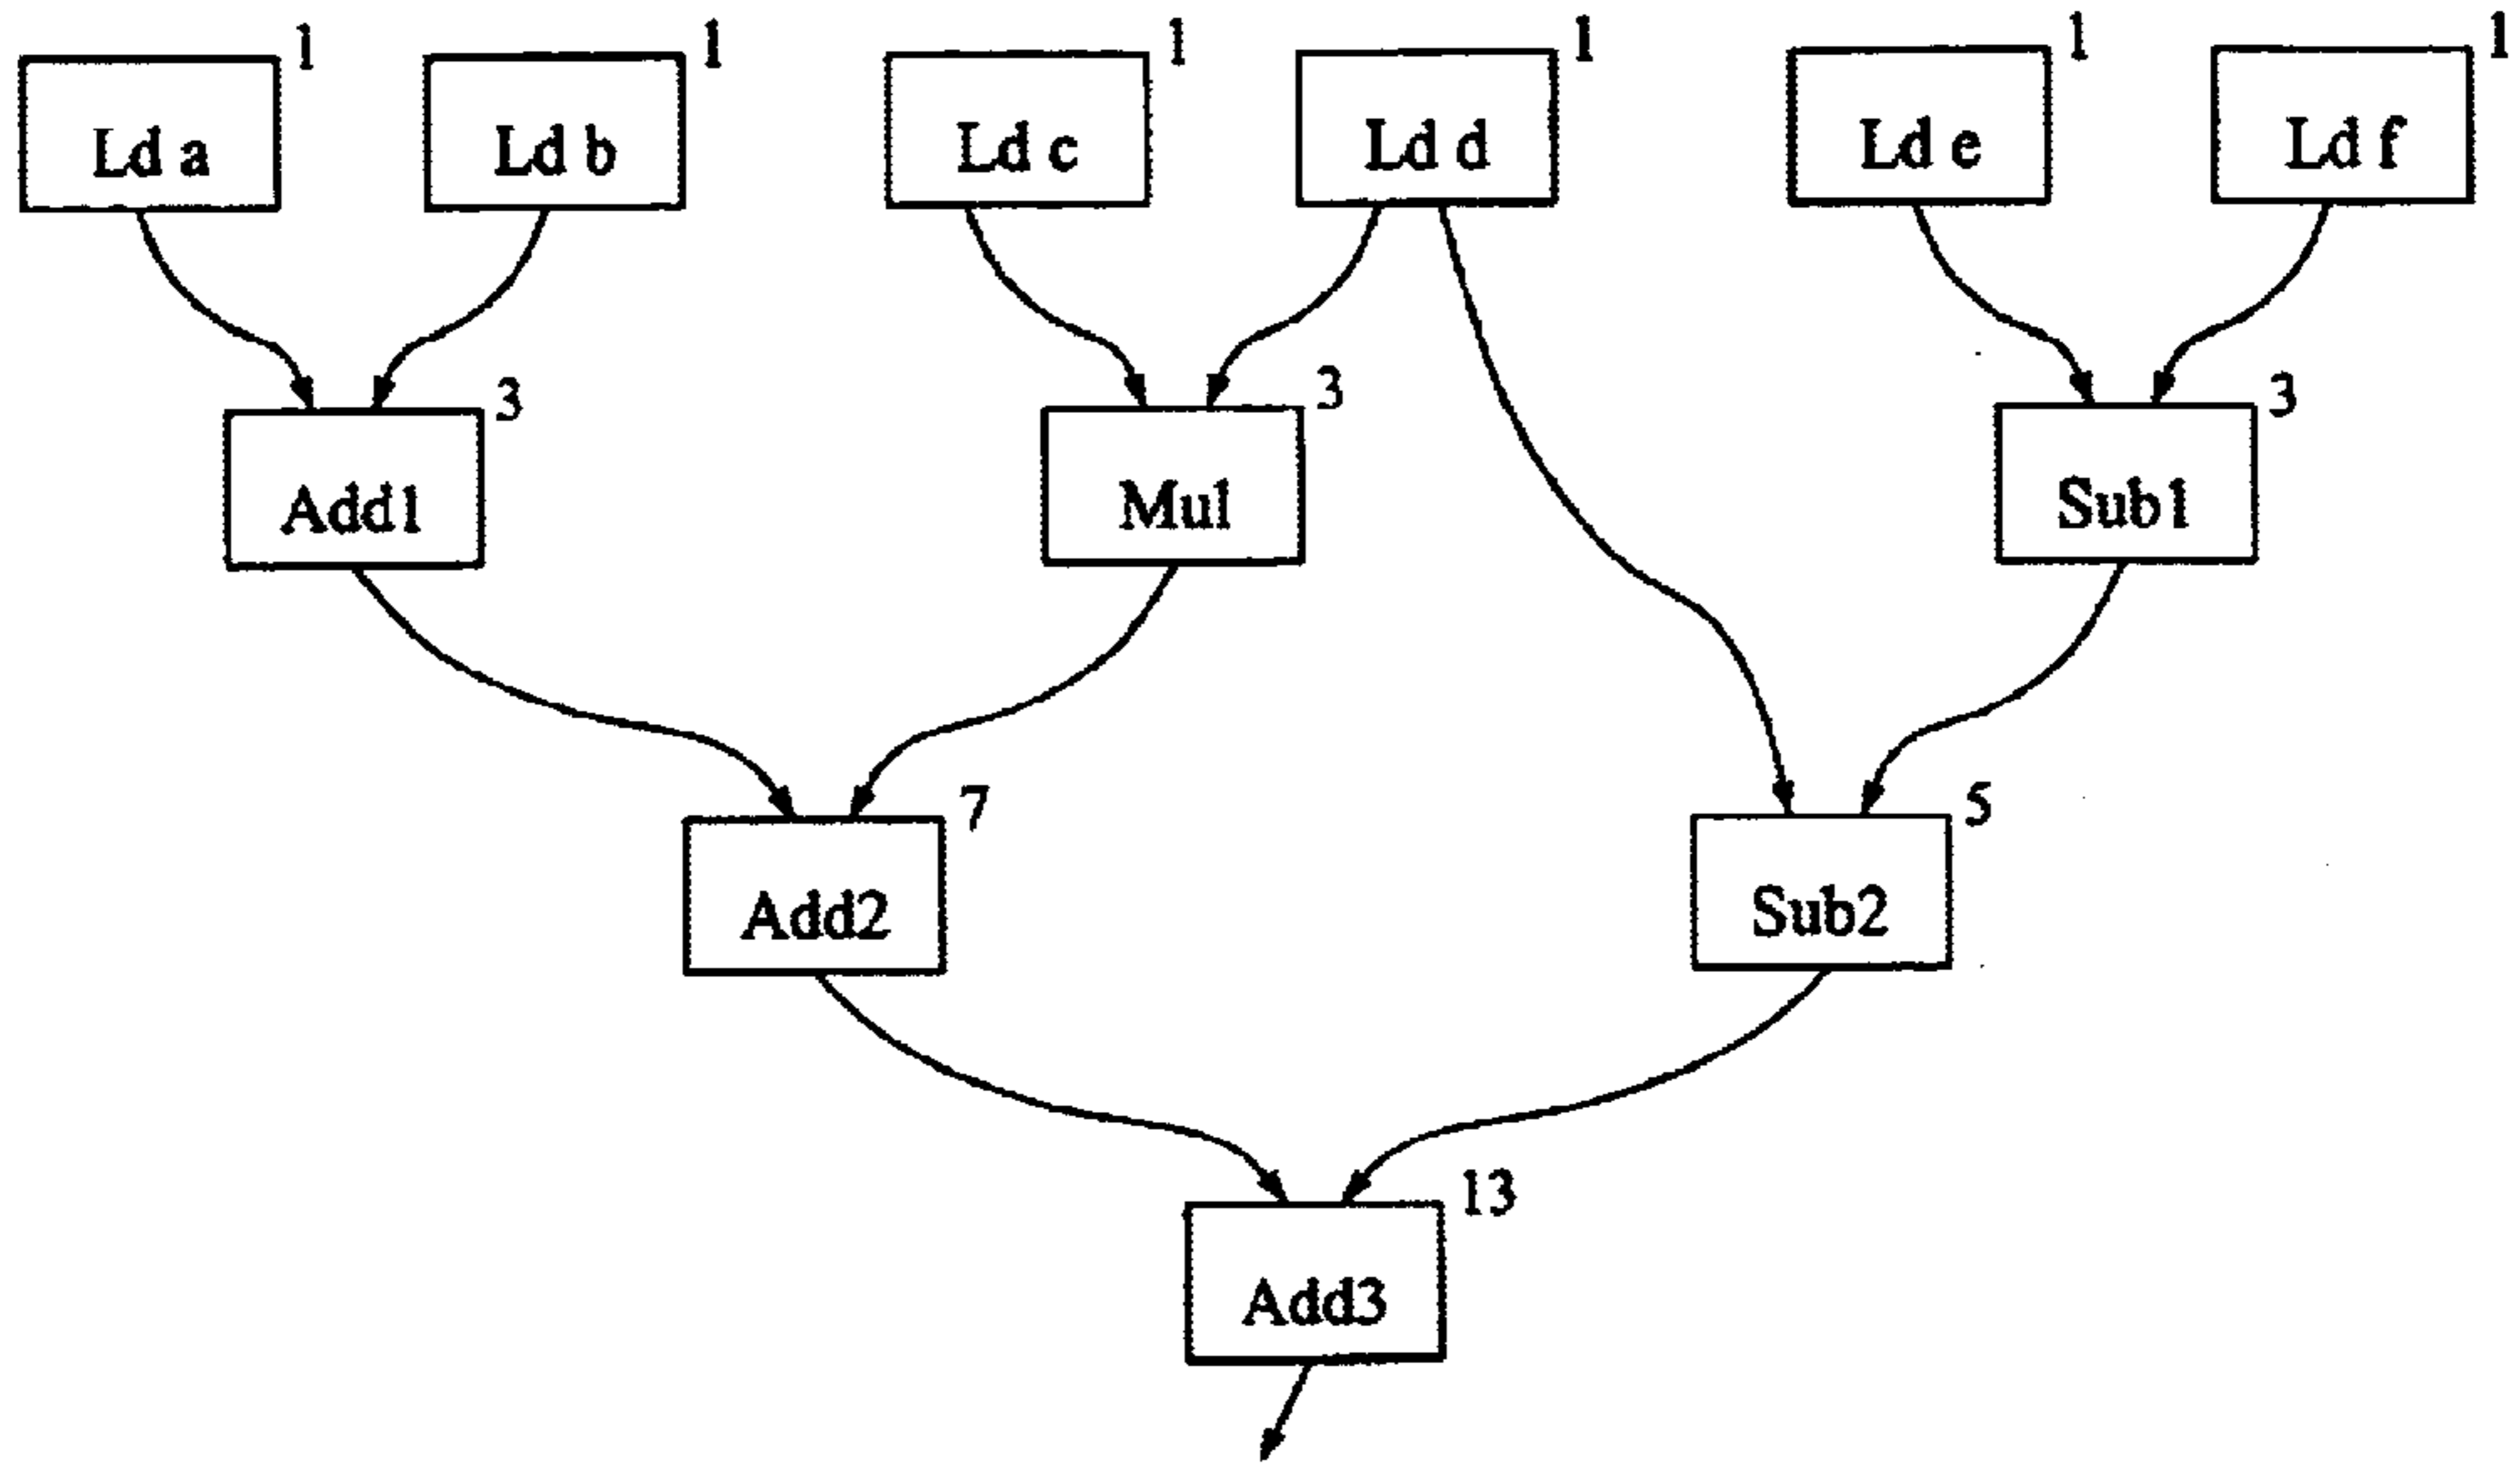 1 1 1 1 1 1
Ld a Ld b Ld c Ld d Ld e Ld f
3 3 3
Add1 Mul Sub1
7 5
Add2 Sub2
13
Add3